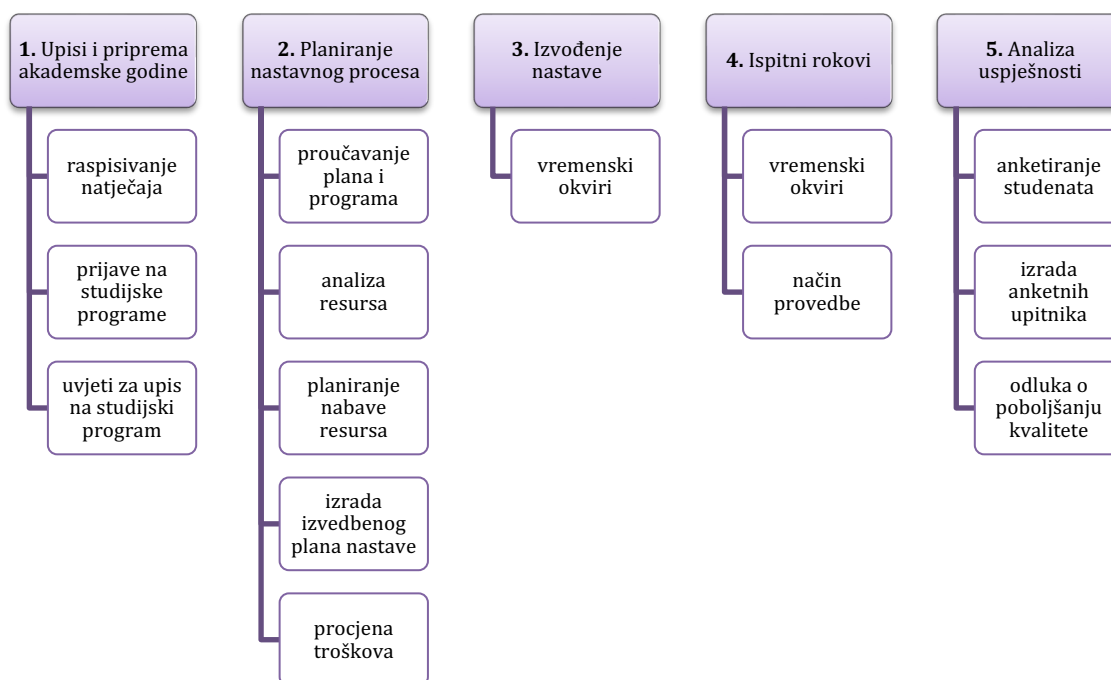 1. Upisi i priprema
akademske godine
raspisivanje
natječaja
prijave na
studijske
programe
uvjeti za upis
na studijski
program
2. Planiranje
nastavnog procesa
proučavanje
plana i
programa
analiza
resursa
planiranje
nabave
resursa
izrada
izvedbenog
plana nastave
procjena
troškova
3. Izvođenje
nastave
vremenski
okviri
4. Ispitni rokovi
vremenski
okviri
način
provedbe
5. Analiza
uspješnosti
anketiranje
studenata
izrada
anketnih
upitnika
odluka o
poboljšanju
kvalitete